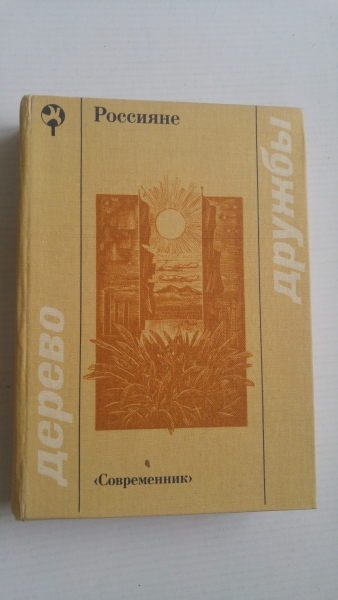 Россияне
дерево
дружбы
‹Современник›